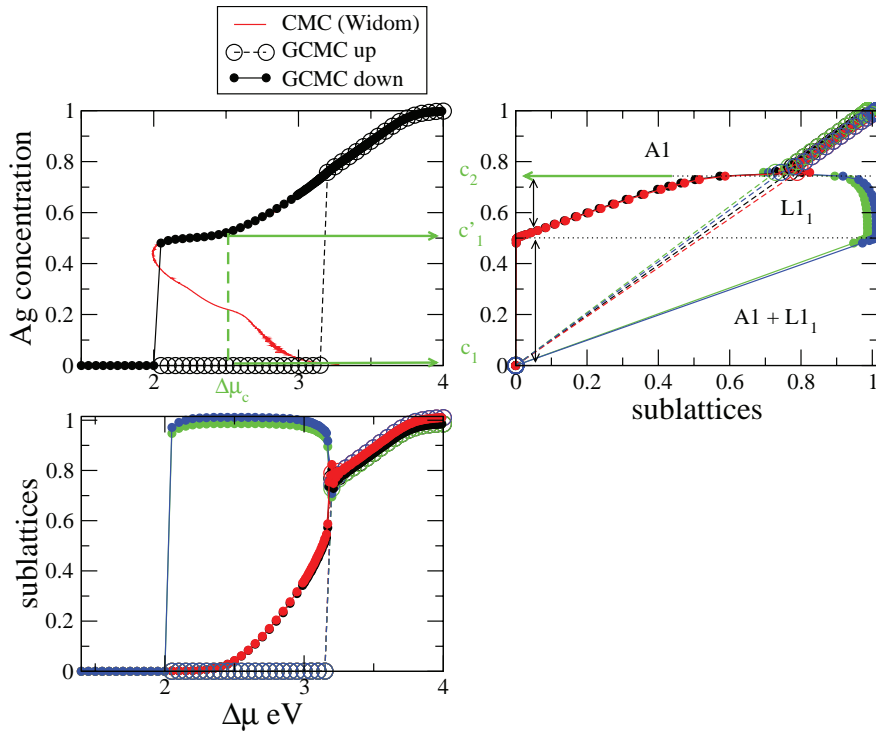 CMC (Widom)
GCMC up
GCMC down
Ag concentration
1
0.8
0.6
0.4
0.2
0
2
3
4
Δμc
c2
c'1
c1
1
0.8
0.6
0.4
0.2
0
A1
L11
A1 + L11
0
0.2
0.4
0.6
0.8
1
sublattices
sublattices
1
0.8
0.6
0.4
0.2
0
2
3
4
Δμ eV